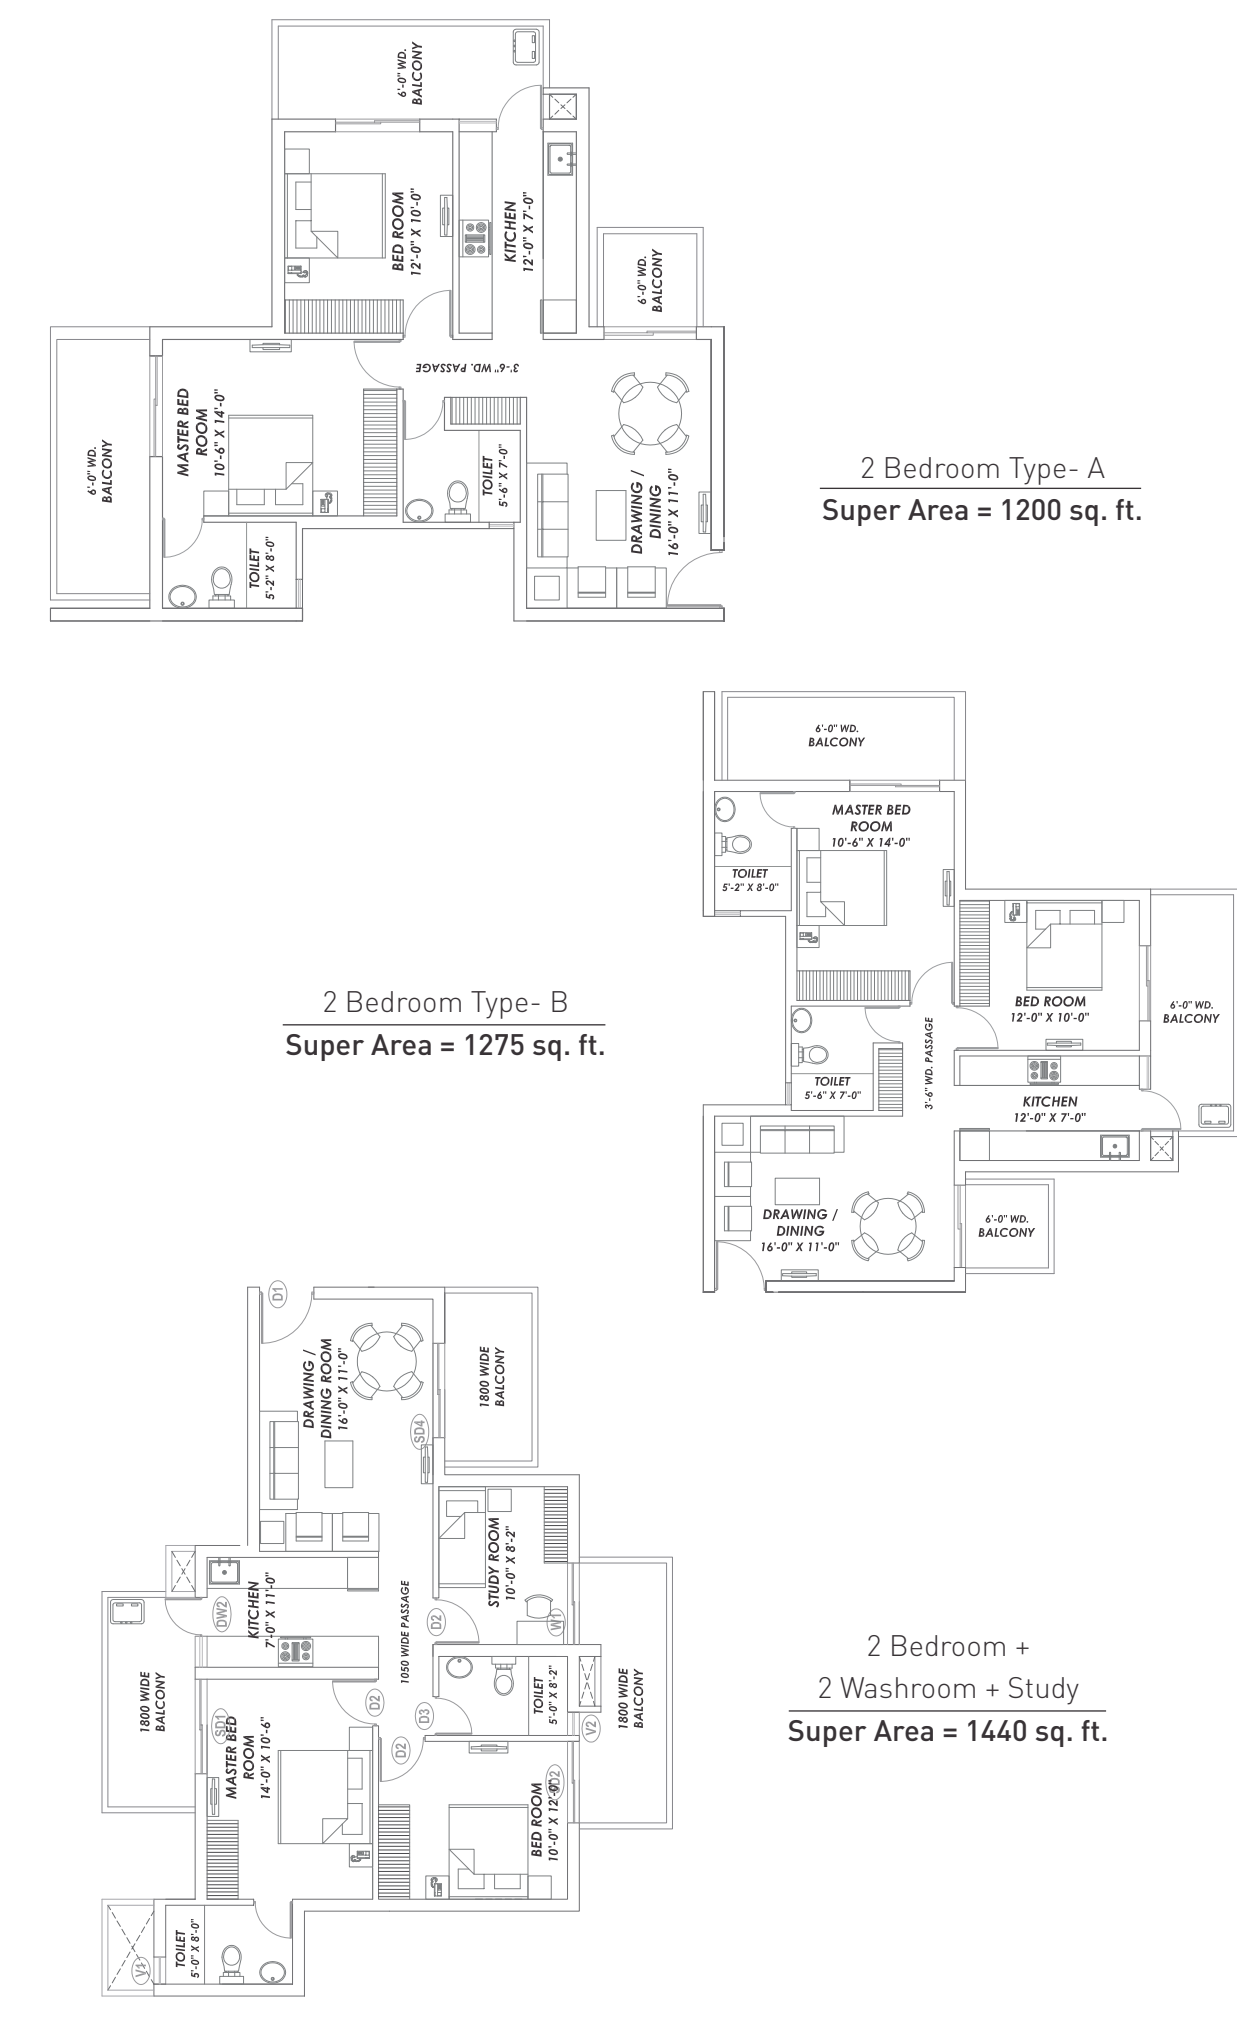 6'-0" WD.
BALCONY
BED ROOM
12'-0" X 10'-0"
KITCHEN
12'-0" X 7'-0"
6'-0" WD.
BALCONY
3'-6" WD. PASSAGE
6'-0" WD.
BALCONY
MASTER BED
ROOM
10'-6" X 14'-0"
TOILET
5'-6" X 7'-0"
DRAWING /
DINING
16'-0" X 11'-0"
TOILET
5'-2" X 8'-0"
2 Bedroom Type- A
Super Area = 1200 sq. ft.
6'-0" WD.
BALCONY
MASTER BED
ROOM
10'-6" X 14'-0"
TOILET
5'-2" X 8'-0"
BED ROOM
12'-0" X 10'-0"
6'-0" WD.
BALCONY
3'-6" WD. PASSAGE
TOILET
5'-6" X 7'-0"
KITCHEN
12'-0" X 7'-0"
DRAWING /
DINING
16'-0" X 11'-0"
6'-0" WD.
BALCONY
2 Bedroom Type- B
Super Area = 1275 sq. ft.
D1
DRAWING /
DINING ROOM
16'-0" X 11'-0"
1800 WIDE
BALCONY
SD4
STUDY ROOM
10'-0" X 8'-2"
KITCHEN
7'-0" X 11'-0"
DW2
1050 WIDE PASSAGE
D2
W1
1800 WIDE
BALCONY
SD1
MASTER BED
ROOM
14'-0" X 10'-6"
D2
D3
TOILET
5'-0" X 8'-2"
V2
1800 WIDE
BALCONY
D2
BED ROOM
10'-0" X 12'-0"
SD2
TOILET
5'-0" X 8'-0"
V1
2 Bedroom +
2 Washroom + Study
Super Area = 1440 sq. ft.